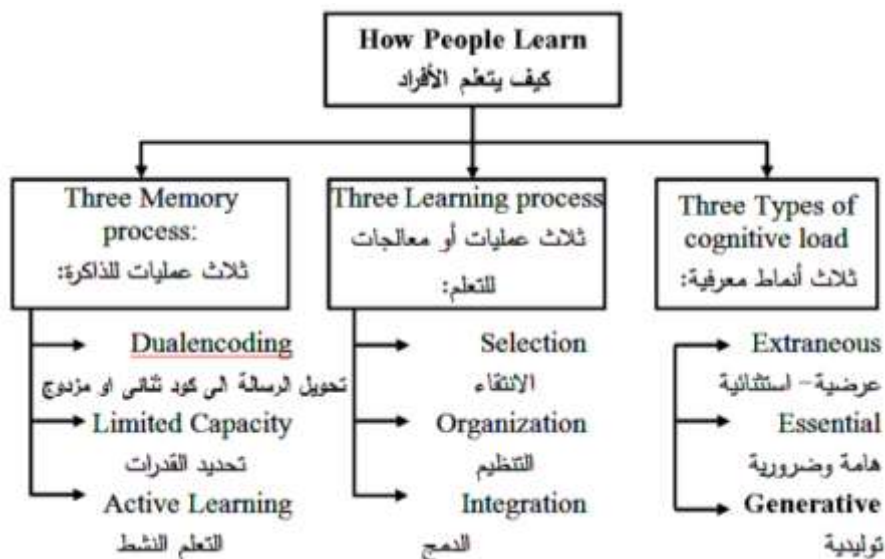 How People Learn
كيف يتعلم الأفراد
Three Memory
process:
ثلاث عمليات للذاكرة:
Dualencoding
تحويل الرسالة الى كود ثنائى او مزدوج
Limited Capacity
تحديد القدرات
Active Learning
التعلم النشط
Three Learning process
ثلاث عمليات أو معالجات
للتعلم:
Selection
الانتقاء
Organization
التنظيم
Integration
الدمج
Three Types of
cognitive load
ثلاث أنماط معرفية:
Extraneous
عرضية – استثنائية
Essential
هامة وضرورية
Generative
توليدية